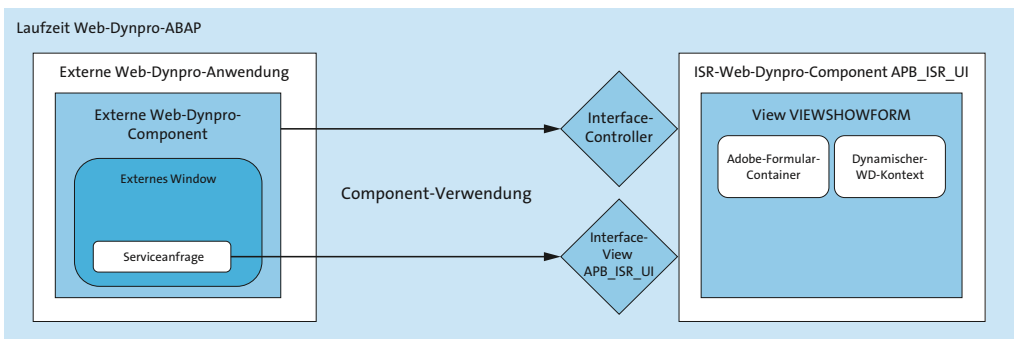 Laufzeit Web-Dynpro-ABAP
Externe Web-Dynpro-Anwendung
Externe Web-Dynpro-
Component
Externes Window
Serviceanfrage
Component-Verwendung
Interface-
Controller
Interface-
View
APB_ISR_UI
ISR-Web-Dynpro-Component APB_ISR_UI
View VIEWSHOWFORM
Adobe-Formular-
Container
Dynamischer-
WD-Kontext